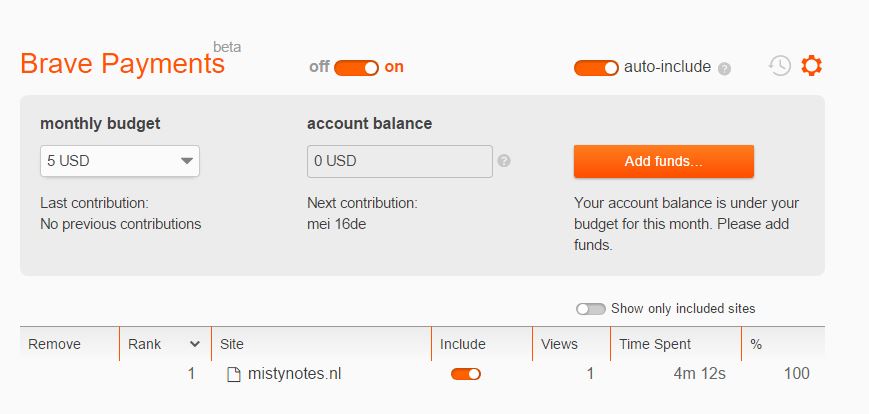 Brave Payments beta
off on
auto-include ?
monthly budget
account balance
5 USD
0 USD ?
Add funds...
Last contribution:
No previous contributions
Next contribution:
mei 16de
Your account balance is under your
budget for this month. Please add
funds.
Show only included sites
Remove Rank Site Include Views Time Spent %
1 mistynotes.nl 1 4m 12s 100